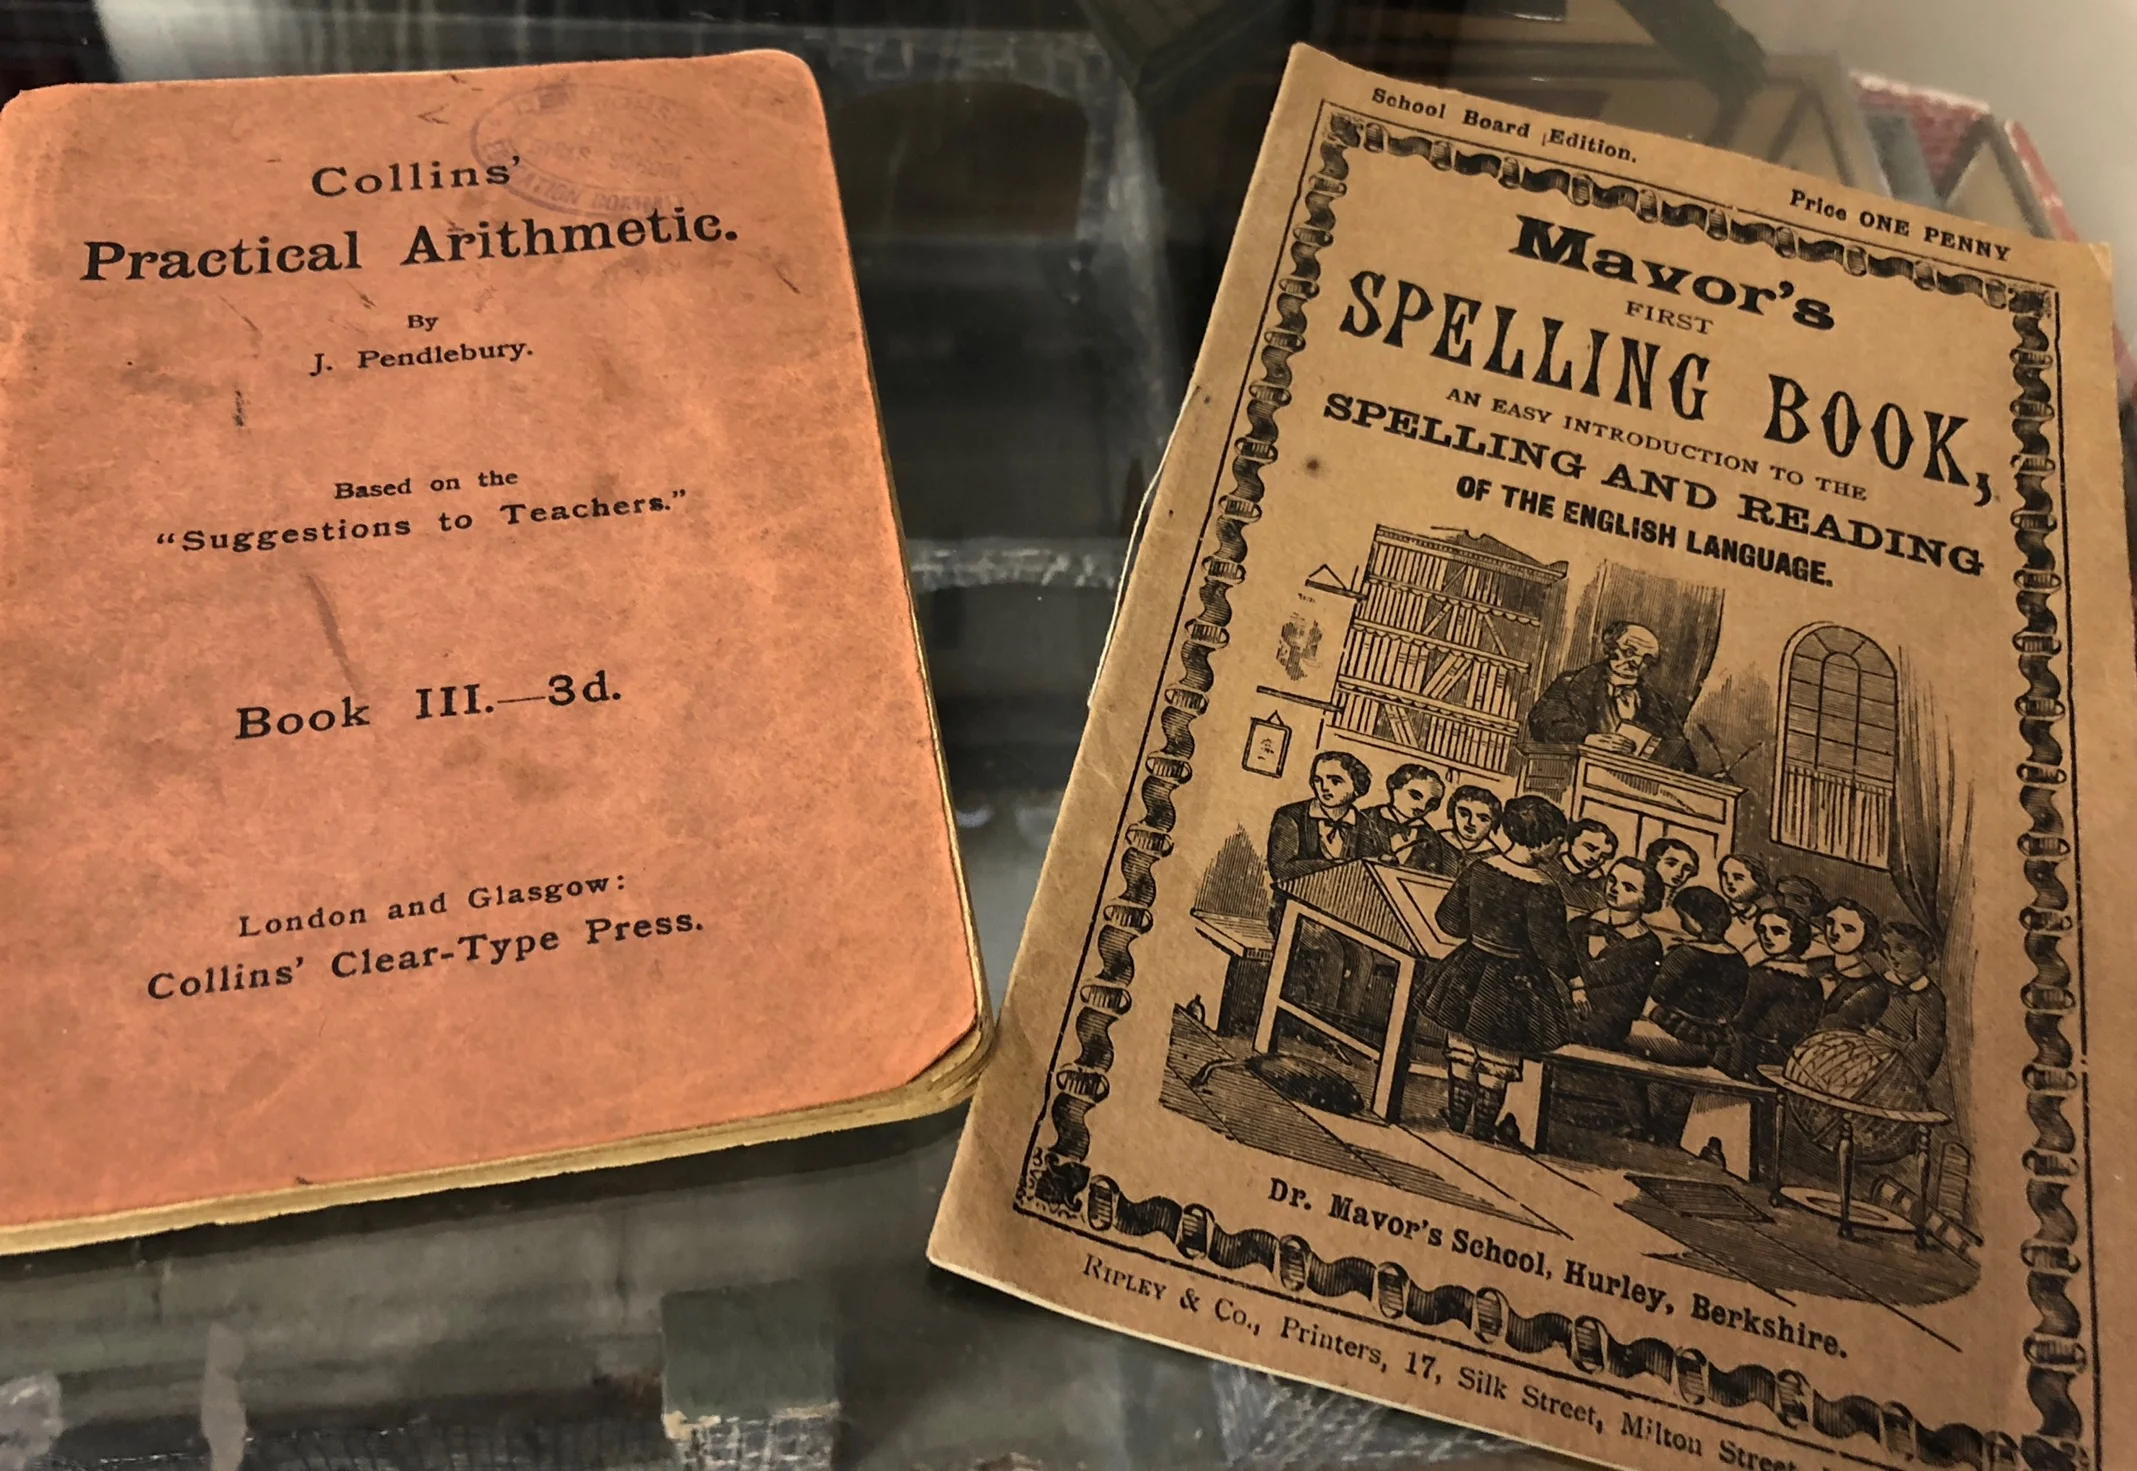 Collins'
Practical Arithmetic.
By
J. Pendlebury.
Based on the
"Suggestions to Teachers."
Book III.—3d.
London and Glasgow:
Collins' Clear-Type Press.
School Board Edition.
Price ONE PENNY
Mavor's
FIRST
SPELLING BOOK,
AN EASY INTRODUCTION TO THE
SPELLING AND READING
OF THE ENGLISH LANGUAGE.
Dr. Mavor's School, Hurley, Berkshire.
RIPLEY & Co., Printers, 17, Silk Street, Milton Street